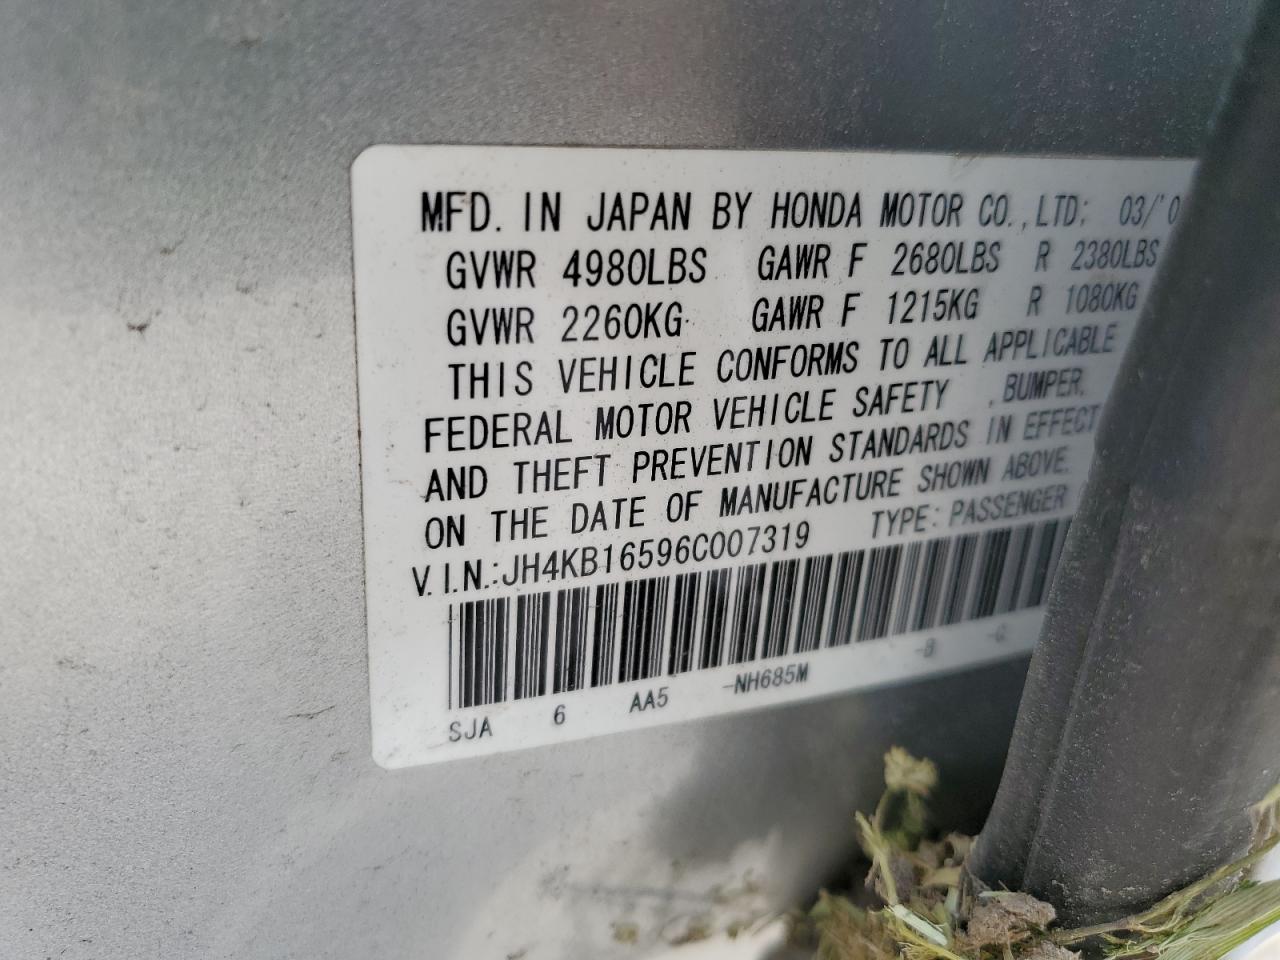 MFD. IN JAPAN BY HONDA MOTOR CO., LTD; 03/'0
GVWR 4980LBS GAWR F 2680LBS R 2380LBS
GVWR 2260KG GAWR F 1215KG R 1080KG
THIS VEHICLE CONFORMS TO ALL APPLICABLE
FEDERAL MOTOR VEHICLE SAFETY , BUMPER,
AND THEFT PREVENTION STANDARDS IN EFFECT
ON THE DATE OF MANUFACTURE SHOWN ABOVE.
V.I.N.: JH4KB16596C007319 TYPE: PASSENGER
SJA 6 AA5 -NH685M -B -G